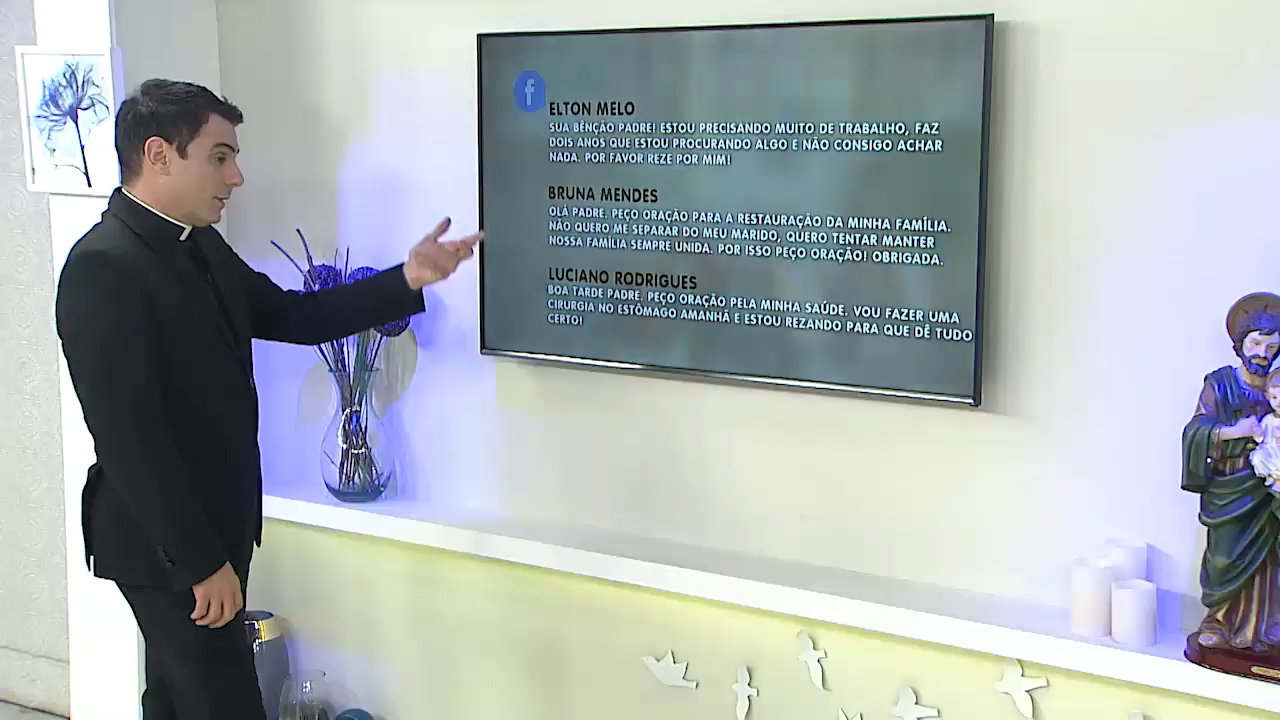 f
ELTON MELO
SUA BÊNÇÃO PADRE! ESTOU PRECISANDO MUITO DE TRABALHO, FAZ
DOIS ANOS QUE ESTOU PROCURANDO ALGO E NÃO CONSIGO ACHAR
NADA. POR FAVOR REZE POR MIM!
BRUNA MENDES
OLÁ PADRE. PEÇO ORAÇÃO PARA A RESTAURAÇÃO DA MINHA FAMÍLIA.
NÃO QUERO ME SEPARAR DO MEU MARIDO, QUERO TENTAR MANTER
NOSSA FAMÍLIA SEMPRE UNIDA. POR ISSO PEÇO ORAÇÃO! OBRIGADA.
LUCIANO RODRIGUES
BOA TARDE PADRE. PEÇO ORAÇÃO PELA MINHA SAÚDE. VOU FAZER UMA
CIRURGIA NO ESTÔMAGO AMANHÃ E ESTOU REZANDO PARA QUE DÊ TUDO
CERTO!